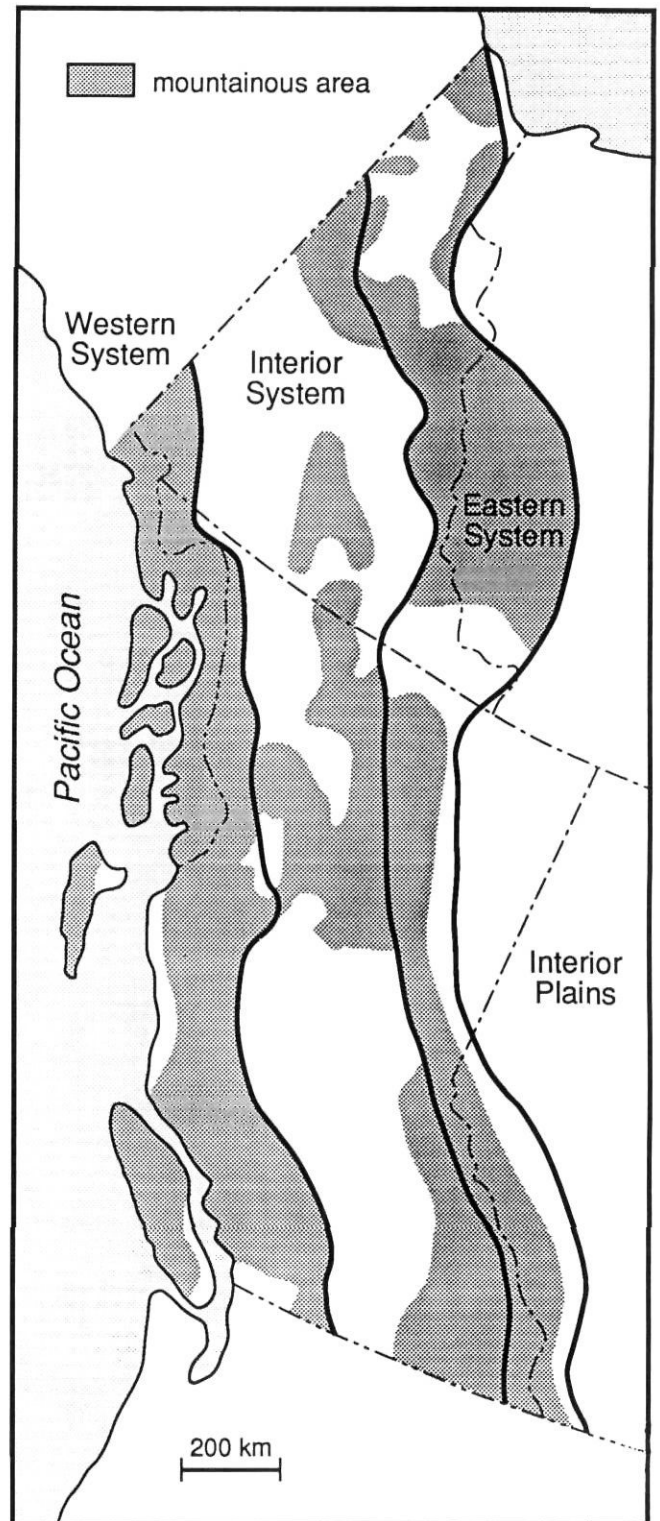 mountainous area
Western
System
Interior
System
Eastern
System
Pacific Ocean
Interior
Plains
200 km